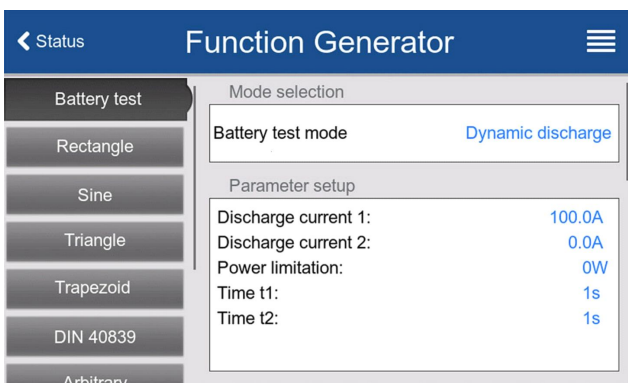 Status
Function Generator
Battery test
Rectangle
Sine
Triangle
Trapezoid
DIN 40839
Arbitrary
Mode selection
Battery test mode Dynamic discharge
Parameter setup
Discharge current 1: 100.0A
Discharge current 2: 0.0A
Power limitation: 0W
Time t1: 1s
Time t2: 1s